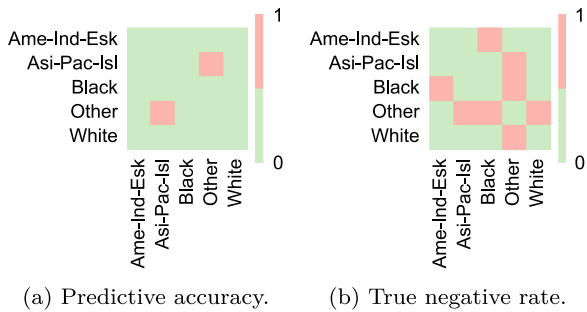 Ame-Ind-Esk
Asi-Pac-Isl
Black
Other
White
Ame-Ind-Esk
Asi-Pac-Isl
Black
Other
White
1
0
(a) Predictive accuracy.
Ame-Ind-Esk
Asi-Pac-Isl
Black
Other
White
Ame-Ind-Esk
Asi-Pac-Isl
Black
Other
White
1
0
(b) True negative rate.